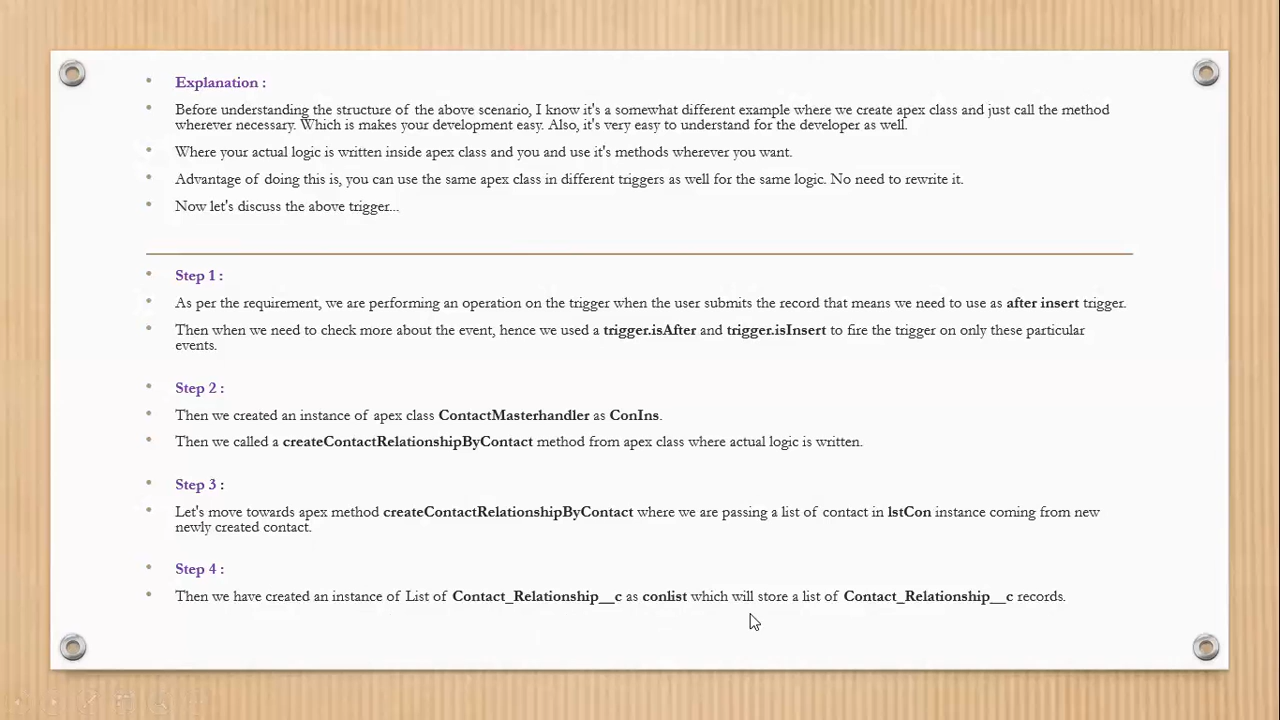 Explanation :
Before understanding the structure of the above scenario, I know it's a somewhat different example where we create apex class and just call the method
wherever necessary. Which is makes your development easy. Also, it's very easy to understand for the developer as well.
Where your actual logic is written inside apex class and you and use it's methods wherever you want.
Advantage of doing this is, you can use the same apex class in different triggers as well for the same logic. No need to rewrite it.
Now let's discuss the above trigger...
Step 1 :
As per the requirement, we are performing an operation on the trigger when the user submits the record that means we need to use as after insert trigger.
Then when we need to check more about the event, hence we used a trigger.isAfter and trigger.isInsert to fire the trigger on only these particular
events.
Step 2 :
Then we created an instance of apex class ContactMasterhandler as ConIns.
Then we called a createContactRelationshipByContact method from apex class where actual logic is written.
Step 3 :
Let's move towards apex method createContactRelationshipByContact where we are passing a list of contact in lstCon instance coming from new
newly created contact.
Step 4 :
Then we have created an instance of List of Contact_Relationship__c as conlist which will store a list of Contact_Relationship__c records.